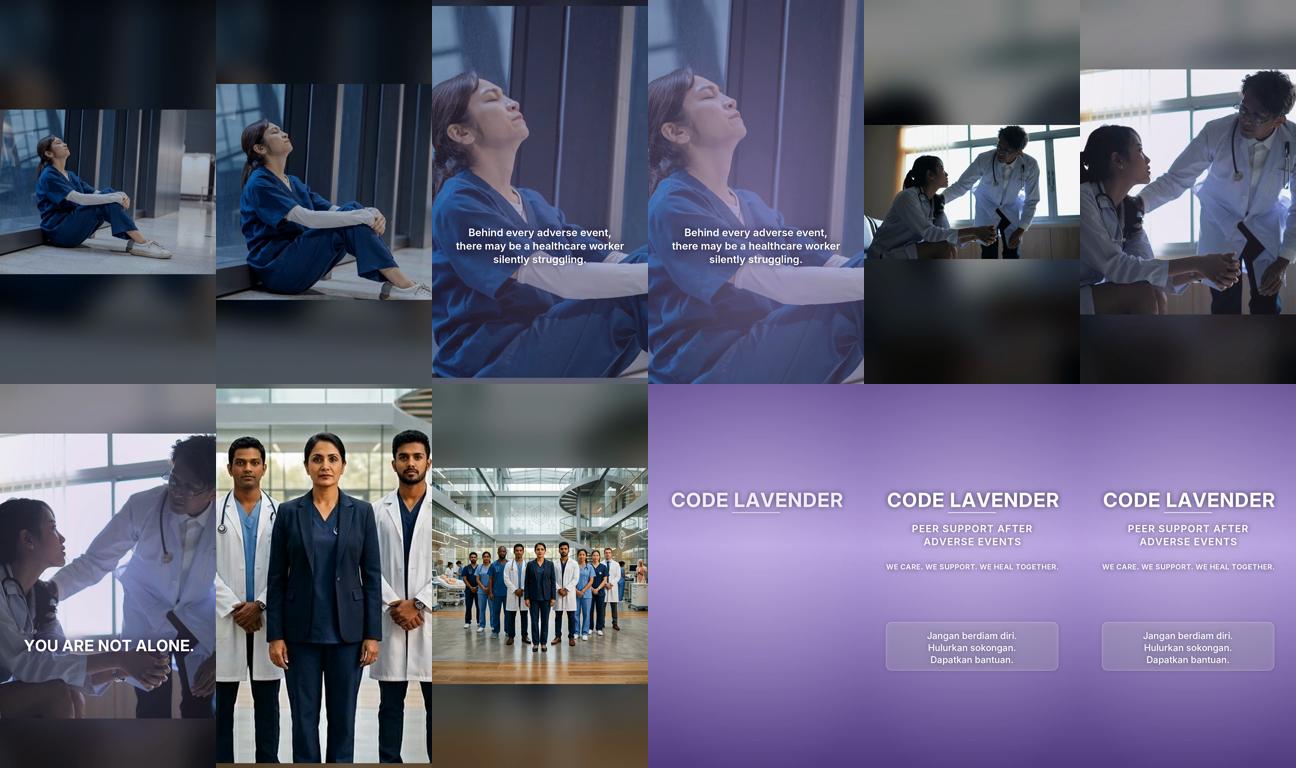 Behind every adverse event,
there may be a healthcare worker
silently struggling.
Behind every adverse event,
there may be a healthcare worker
silently struggling.
YOU ARE NOT ALONE.
CODE LAVENDER
CODE LAVENDER
PEER SUPPORT AFTER
ADVERSE EVENTS
WE CARE. WE SUPPORT. WE HEAL TOGETHER.
Jangan berdiam diri.
Hulurkan sokongan.
Dapatkan bantuan.
CODE LAVENDER
PEER SUPPORT AFTER
ADVERSE EVENTS
WE CARE. WE SUPPORT. WE HEAL TOGETHER.
Jangan berdiam diri.
Hulurkan sokongan.
Dapatkan bantuan.